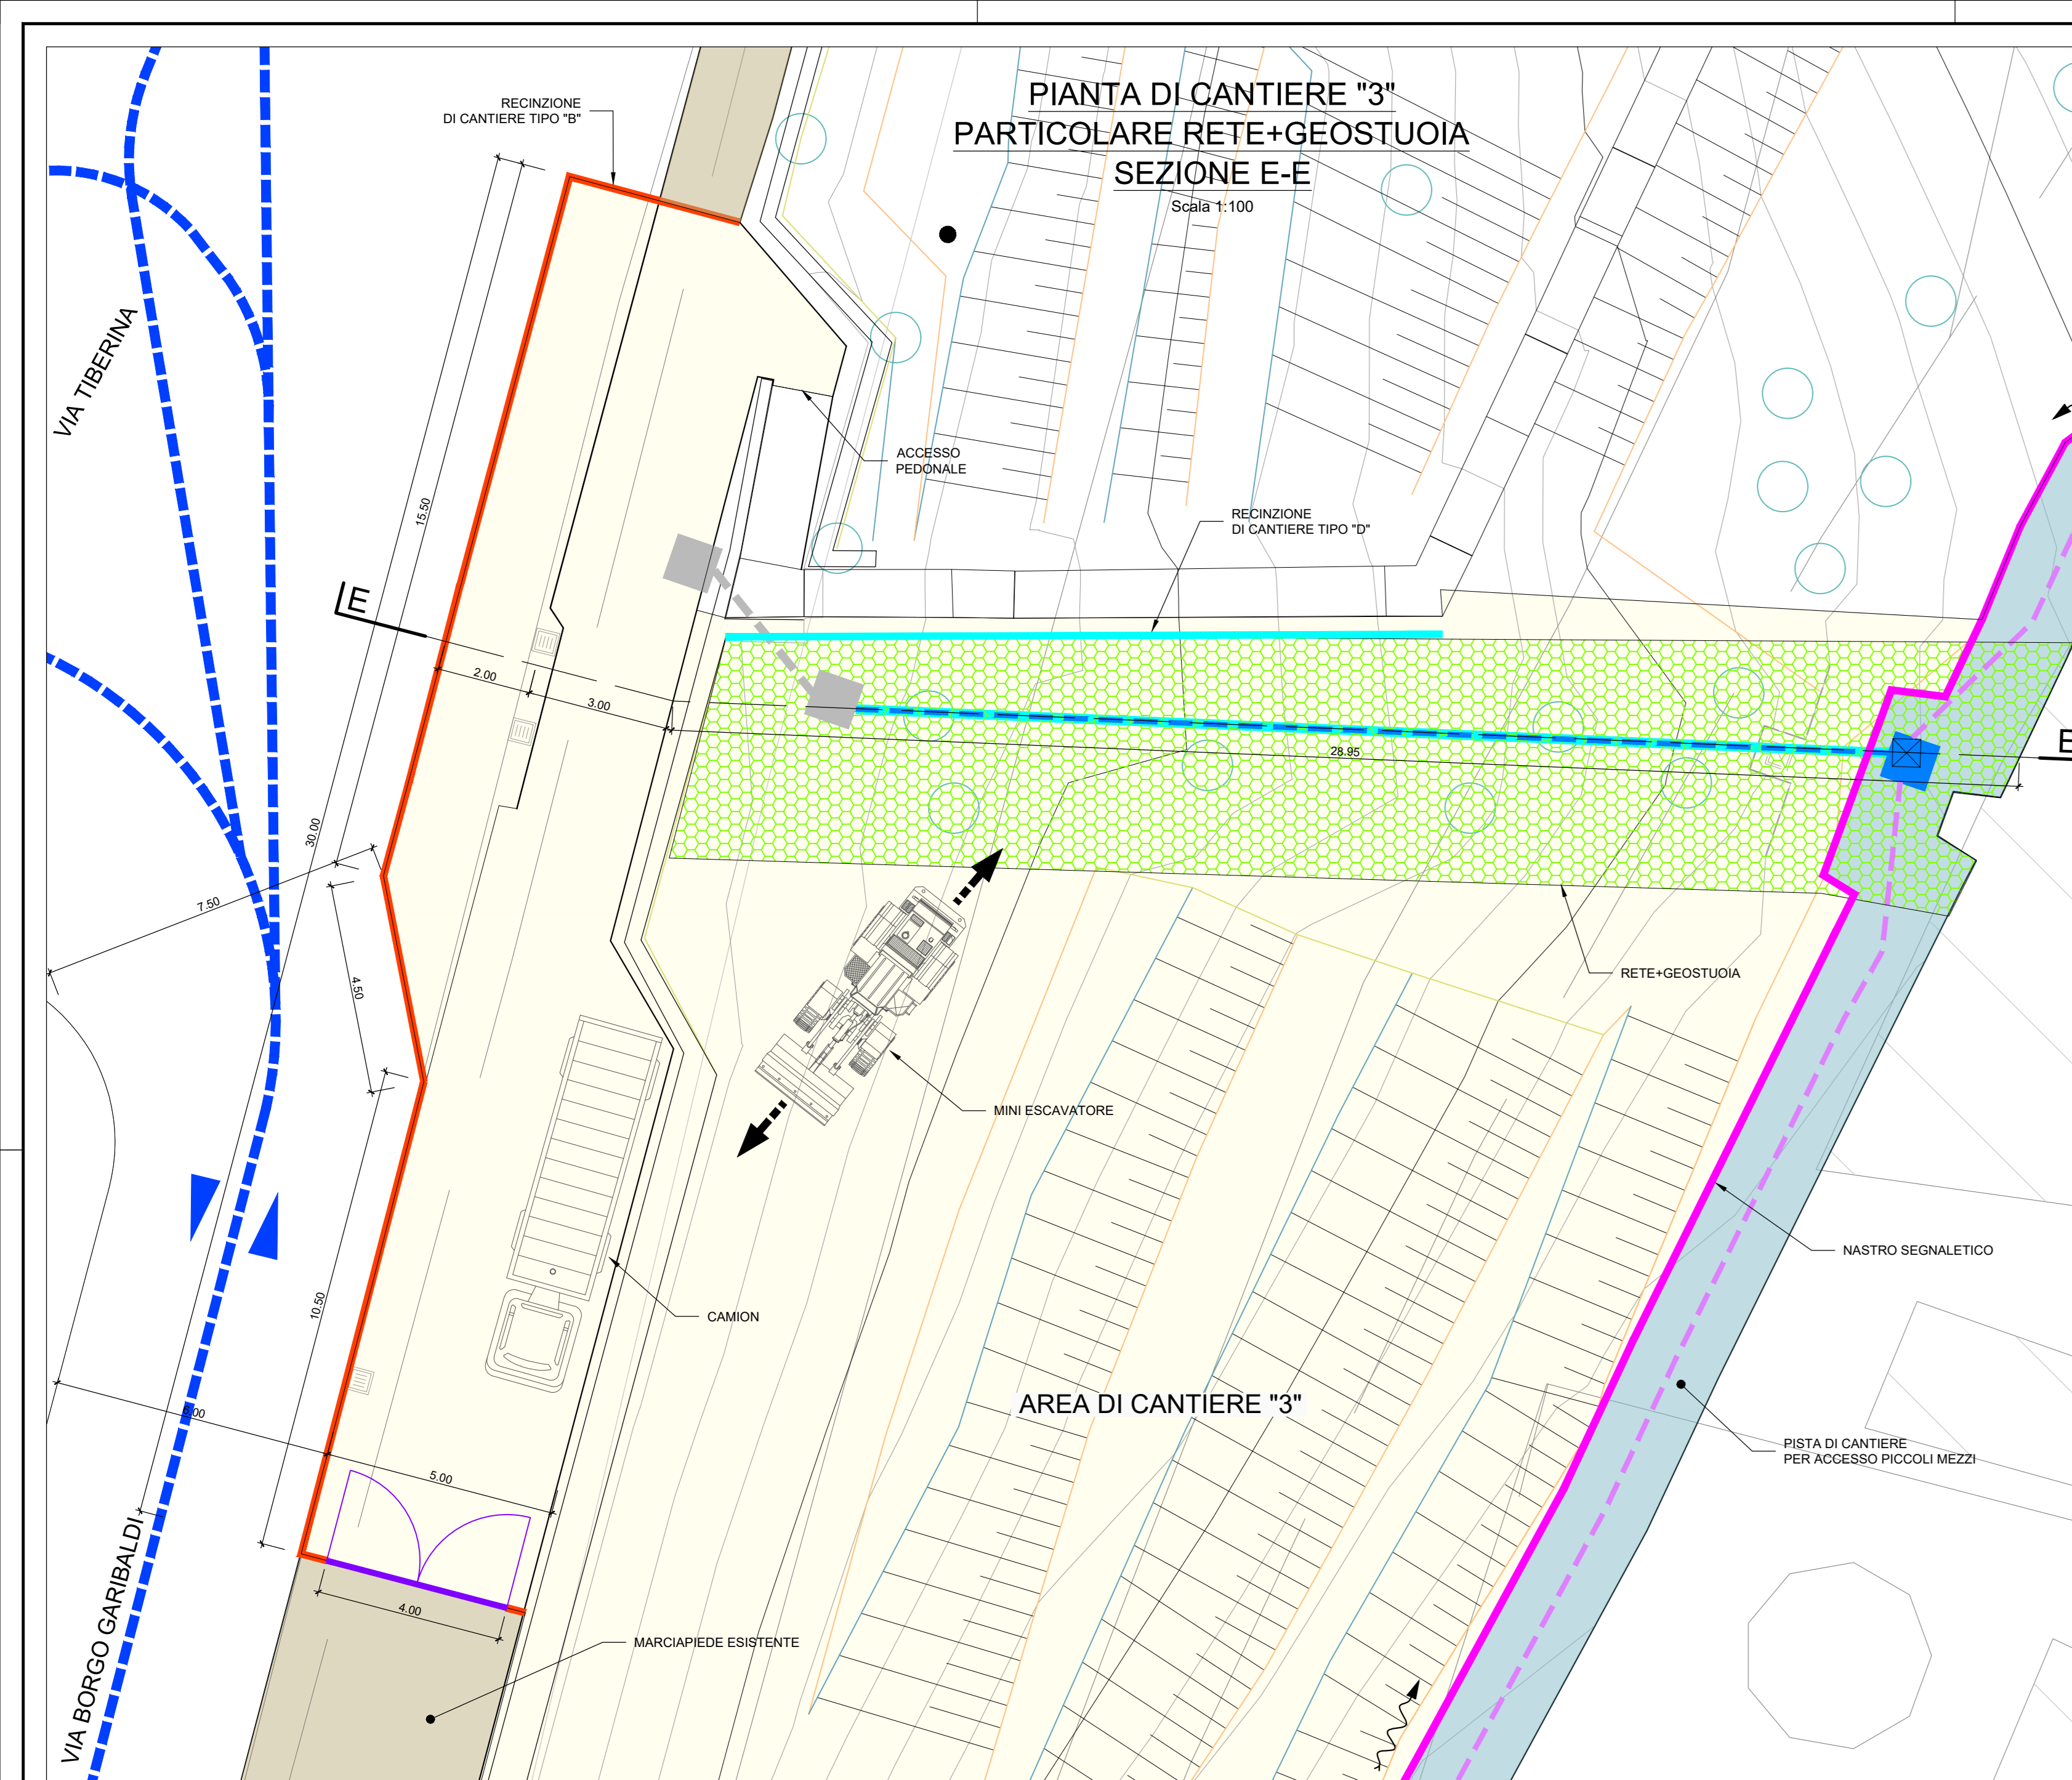 PIANTA DI CANTIERE "3"
PARTICOLARE RETE+GEOSTUOIA
SEZIONE E-E
Scala 1:100
RECINZIONE
DI CANTIERE TIPO "B"
VIA TIBERINA
ACCESSO
PEDONALE
15.50
RECINZIONE
DI CANTIERE TIPO "D"
E
2.00
3.00
28.95
E
30.00
7.50
4.50
RETE+GEOSTUOIA
MINI ESCAVATORE
NASTRO SEGNALETICO
10.50
CAMION
AREA DI CANTIERE "3"
6.00
5.00
PISTA DI CANTIERE
PER ACCESSO PICCOLI MEZZI
4.00
MARCIAPIEDE ESISTENTE
VIA BORGO GARIBALDI